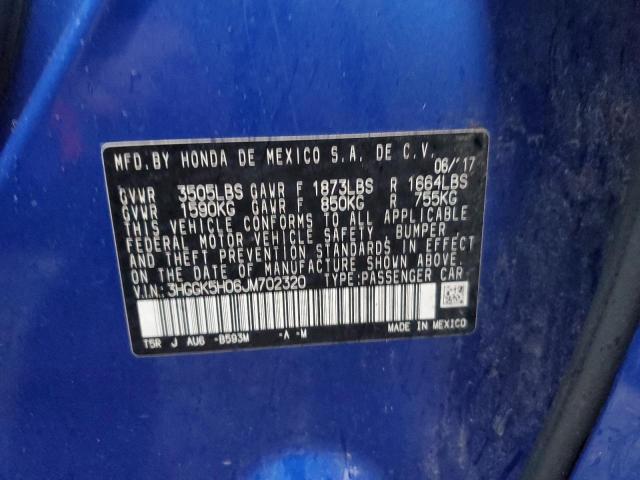 MFD.BY HONDA DE MEXICO S.A. DE C.V.
06/'17
GVWR 3505LBS GAWR F 1873LBS R 1664LBS
GVWR 1590KG GAWR F 850KG R 755KG
THIS VEHICLE CONFORMS TO ALL APPLICABLE
FEDERAL MOTOR VEHICLE SAFETY, BUMPER
AND THEFT PREVENTION STANDARDS IN EFFECT
ON THE DATE OF MANUFACTURE SHOWN ABOVE.
VIN: 3HGGK5H06JM702320 TYPE:PASSENGER CAR
MADE IN MEXICO
T5R J AU6 -B593M -A -M